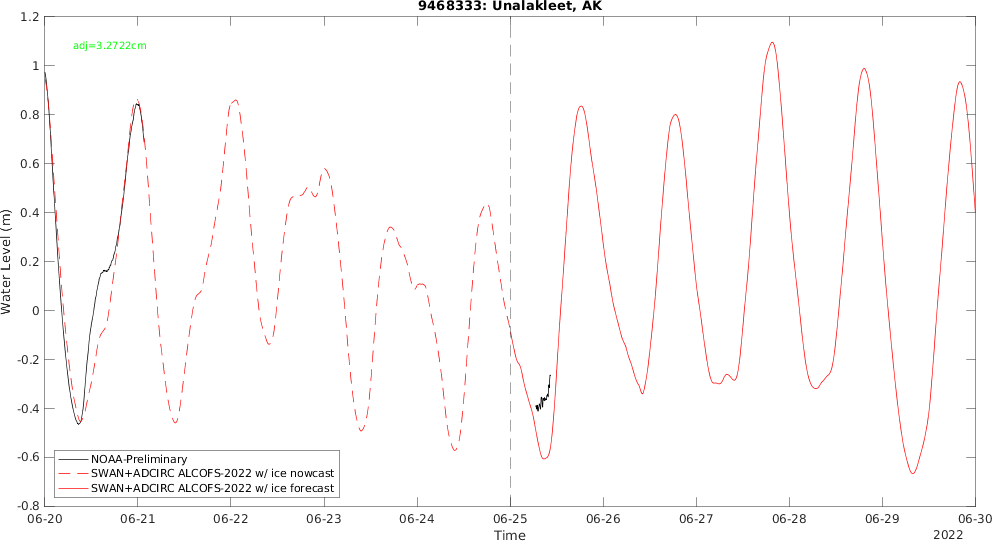 9468333: Unalakleet, AK
adj=3.2722cm
Water Level (m)
1.2
1
0.8
0.6
0.4
0.2
0
-0.2
-0.4
-0.6
-0.8
NOAA-Preliminary
SWAN+ADCIRC ALCOFS-2022 w/ ice nowcast
SWAN+ADCIRC ALCOFS-2022 w/ ice forecast
06-20 06-21 06-22 06-23 06-24 06-25 06-26 06-27 06-28 06-29 06-30
Time
2022